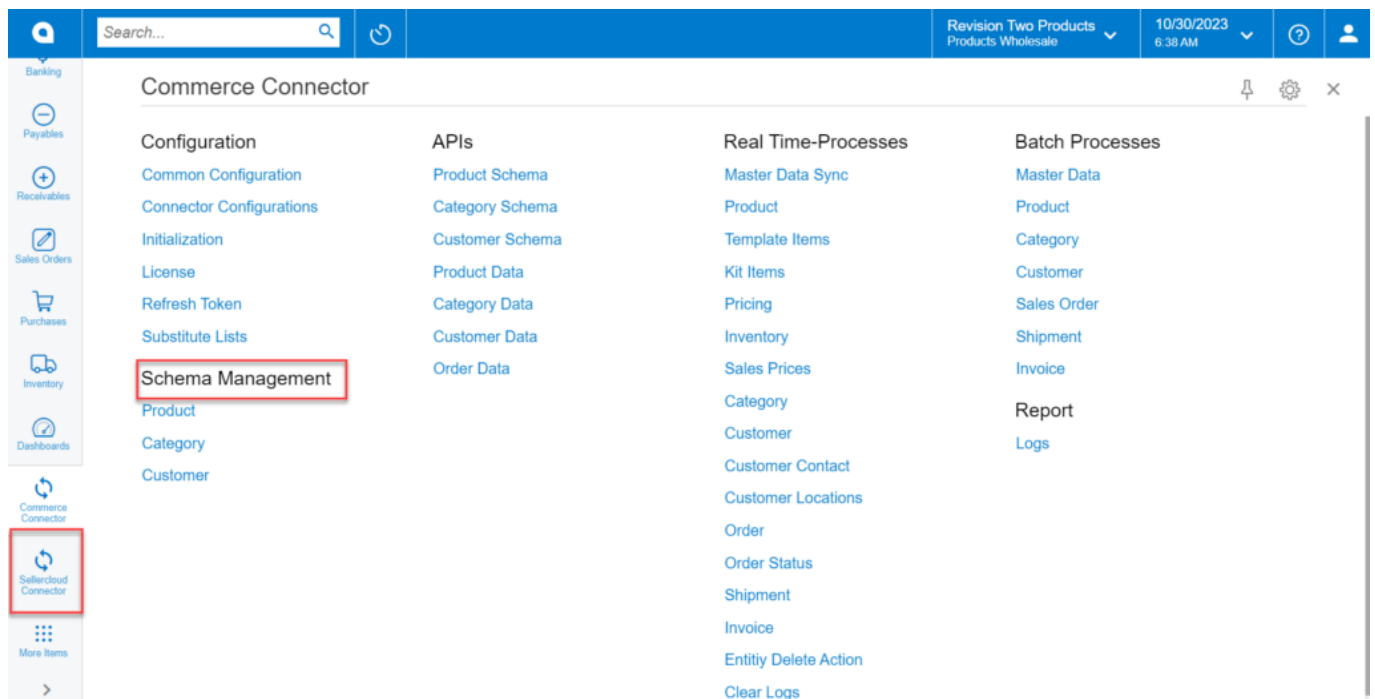 Search...
Revision Two Products
Products Wholesale
10/30/2023
6:38 AM
Banking
Payables
Receivables
Sales Orders
Purchases
Inventory
Dashboards
Commerce
Connector
Sellercloud
Connector
More Items
Commerce Connector
Configuration
Common Configuration
Connector Configurations
Initialization
License
Refresh Token
Substitute Lists
Schema Management
Product
Category
Customer
APIs
Product Schema
Category Schema
Customer Schema
Product Data
Category Data
Customer Data
Order Data
Real Time-Processes
Master Data Sync
Product
Template Items
Kit Items
Pricing
Inventory
Sales Prices
Category
Customer
Customer Contact
Customer Locations
Order
Order Status
Shipment
Invoice
Entitiy Delete Action
Clear Logs
Batch Processes
Master Data
Product
Category
Customer
Sales Order
Shipment
Invoice
Report
Logs